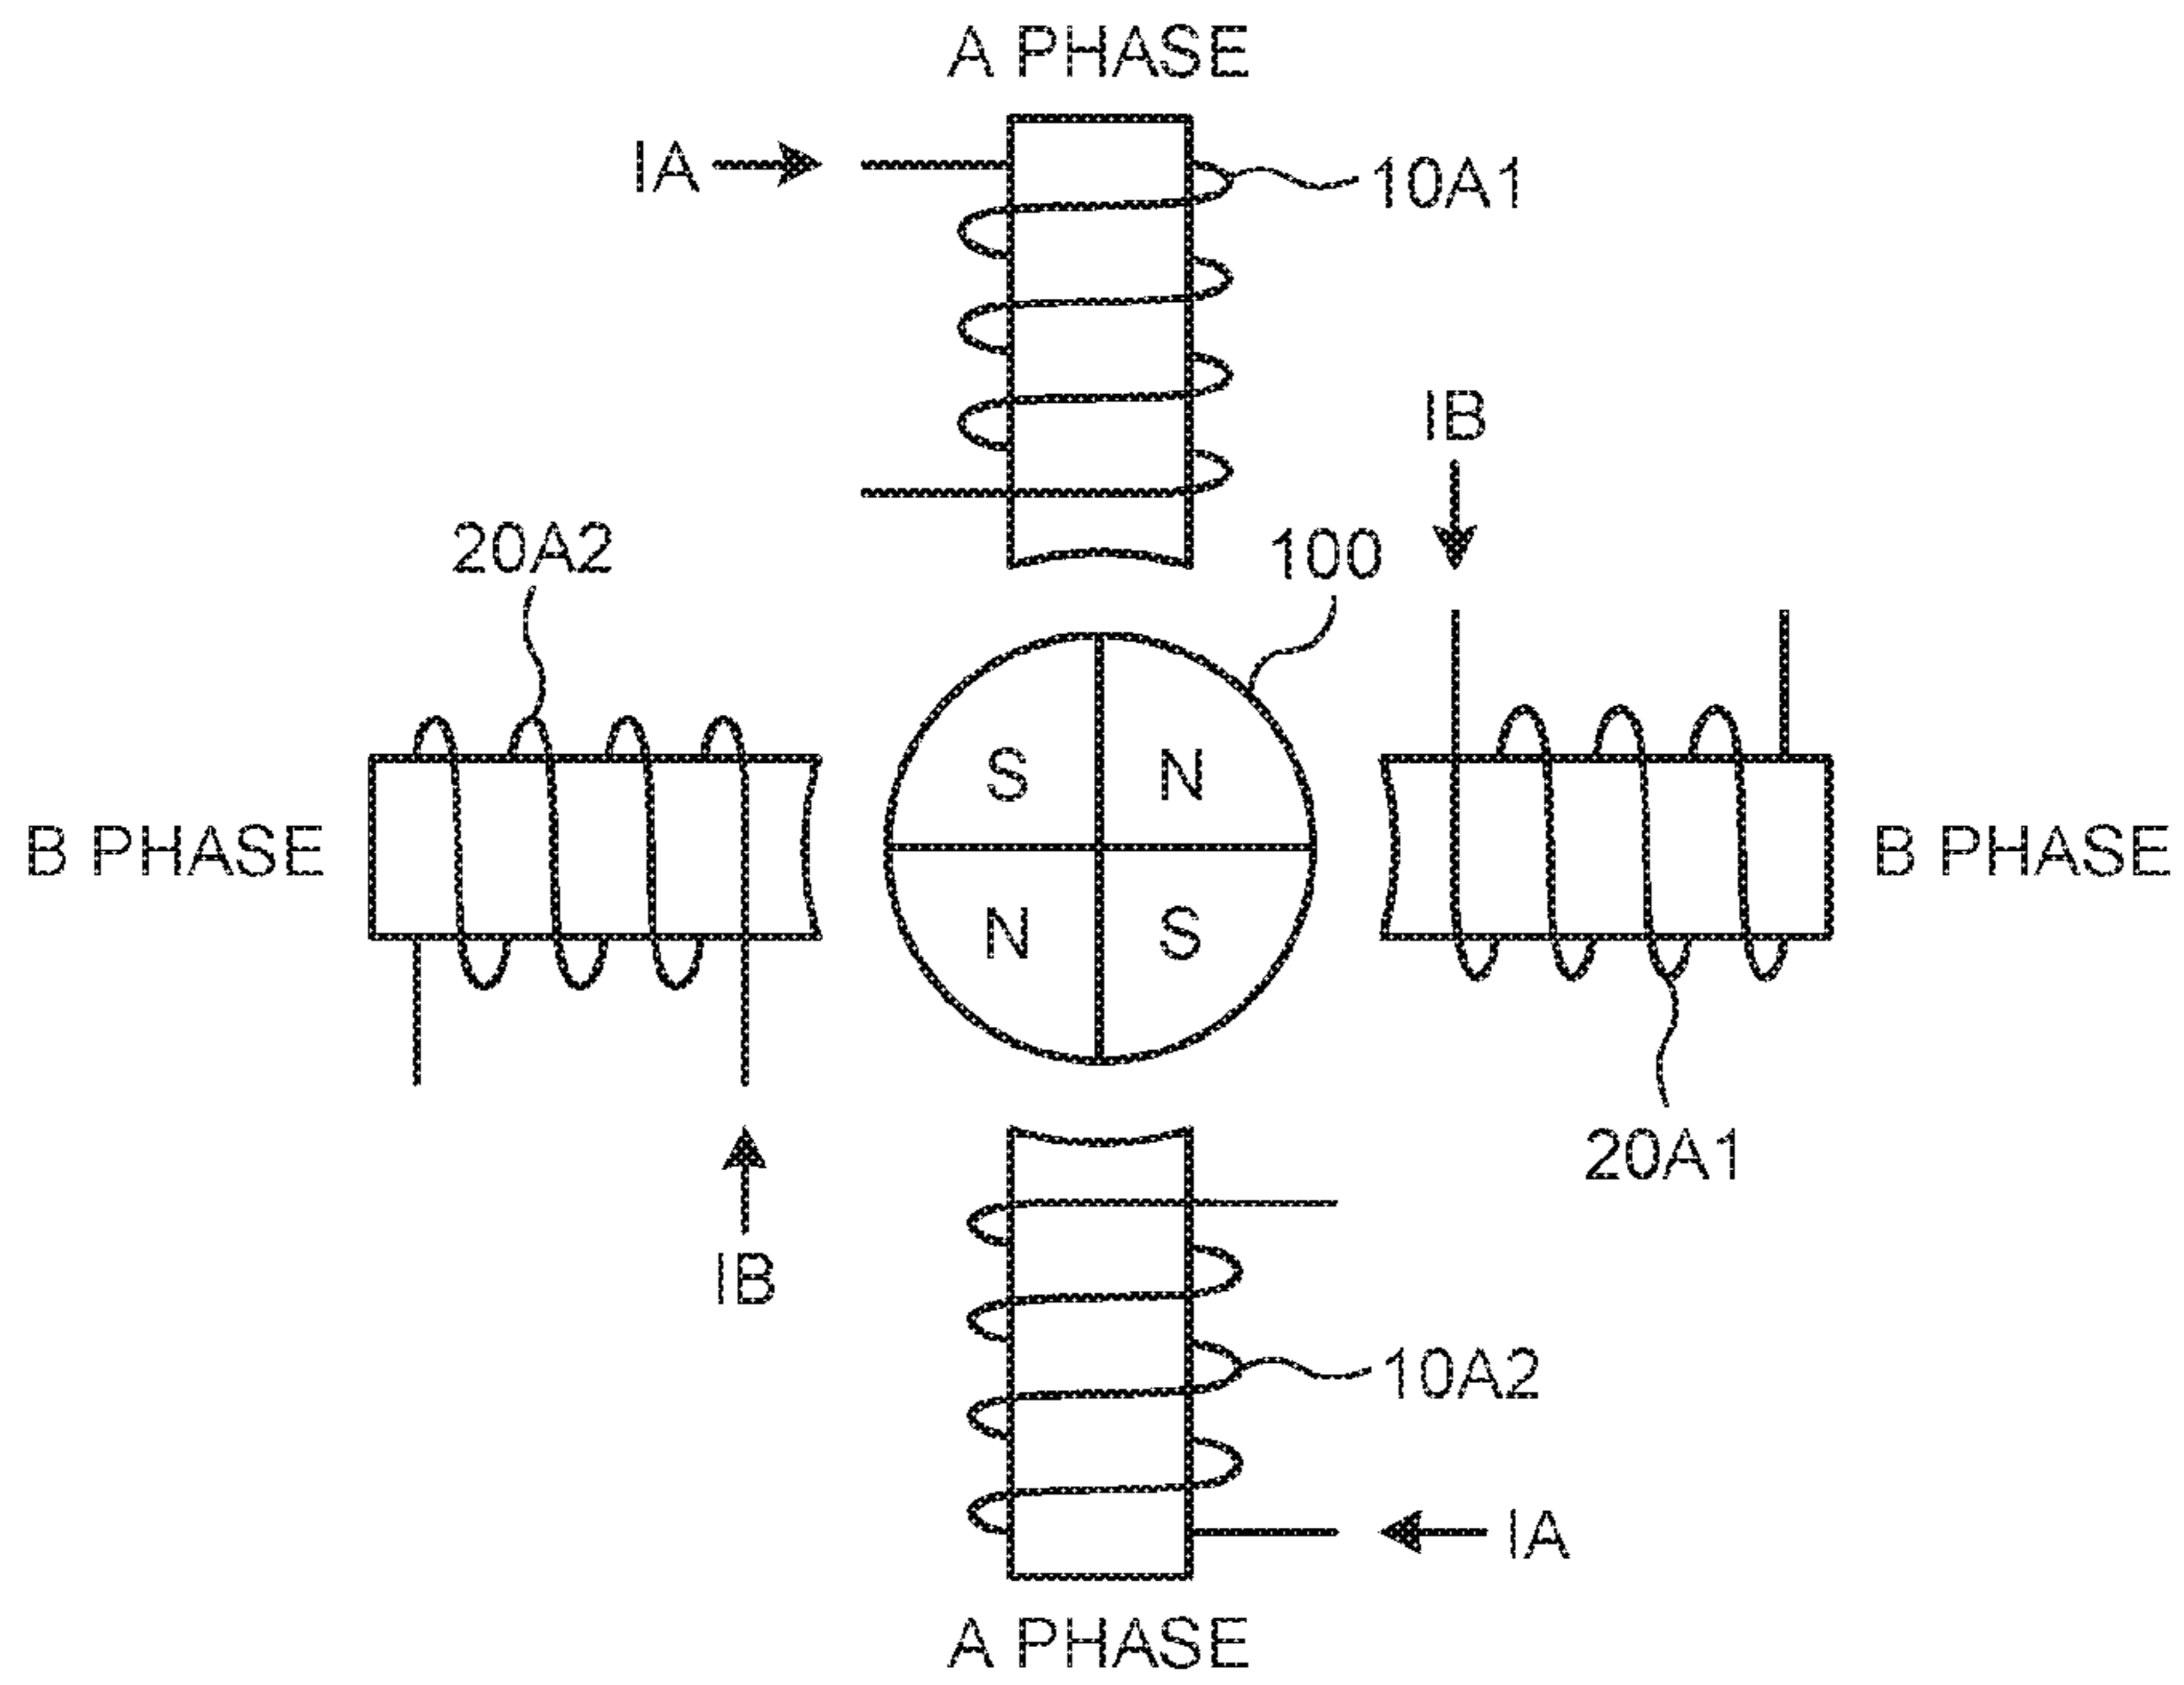 A PHASE
IA
10A1
IB
20A2
100
S N
B PHASE
B PHASE
N S
20A1
IB
10A2
IA
A PHASE